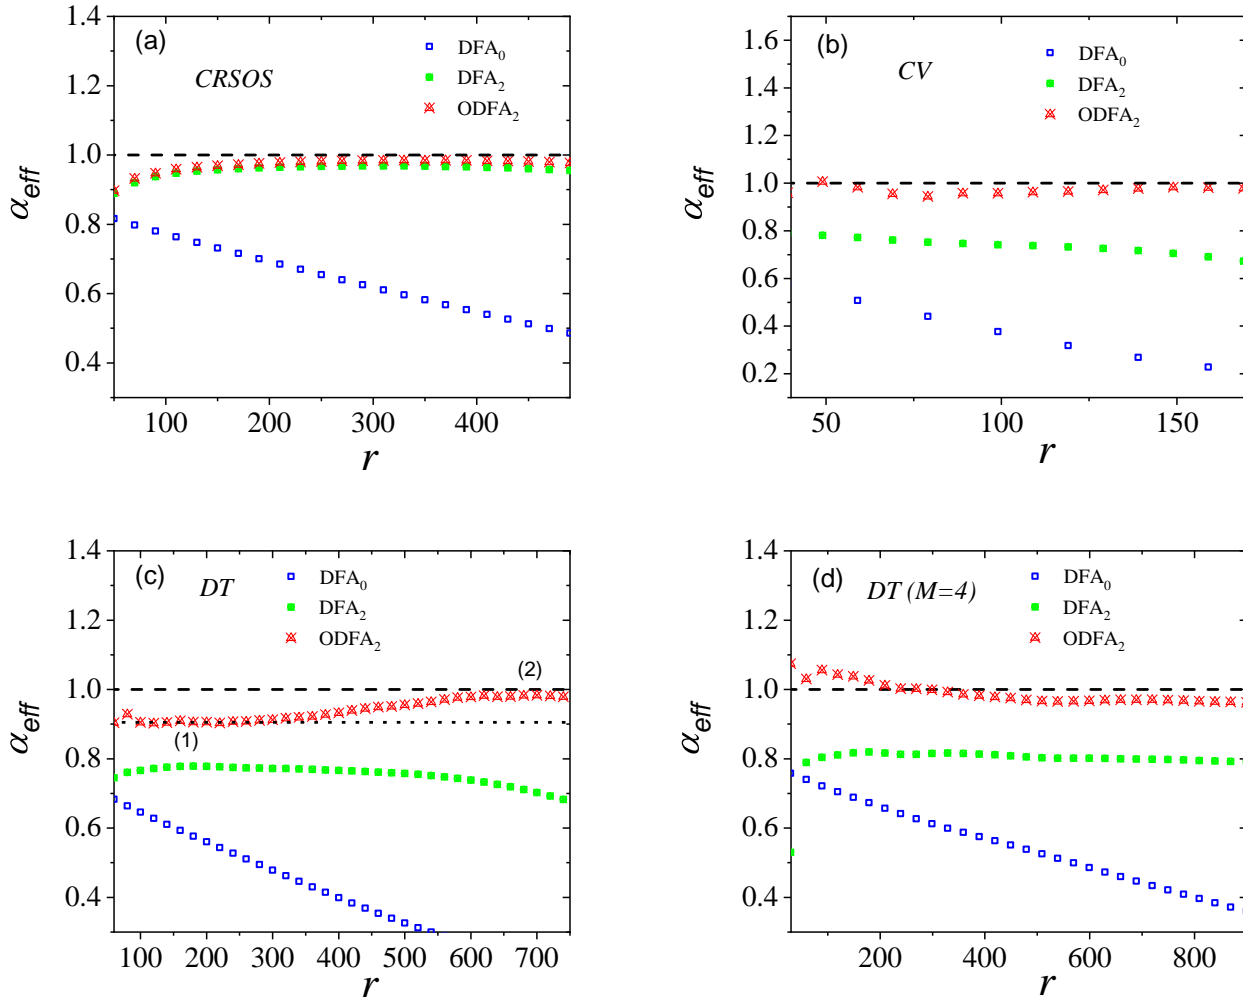 (a)
CRSOS
DFA0
DFA2
ODFA2
1.4
1.2
1.0
0.8
0.6
0.4
αeff
100 200 300 400
r
(b)
CV
DFA0
DFA2
ODFA2
1.6
1.4
1.2
1.0
0.8
0.6
0.4
0.2
αeff
50 100 150
r
(c)
DT
DFA0
DFA2
ODFA2
(2)
(1)
1.4
1.2
1.0
0.8
0.6
0.4
αeff
100 200 300 400 500 600 700
r
(d)
DT (M=4)
DFA0
DFA2
ODFA2
1.4
1.2
1.0
0.8
0.6
0.4
αeff
200 400 600 800
r